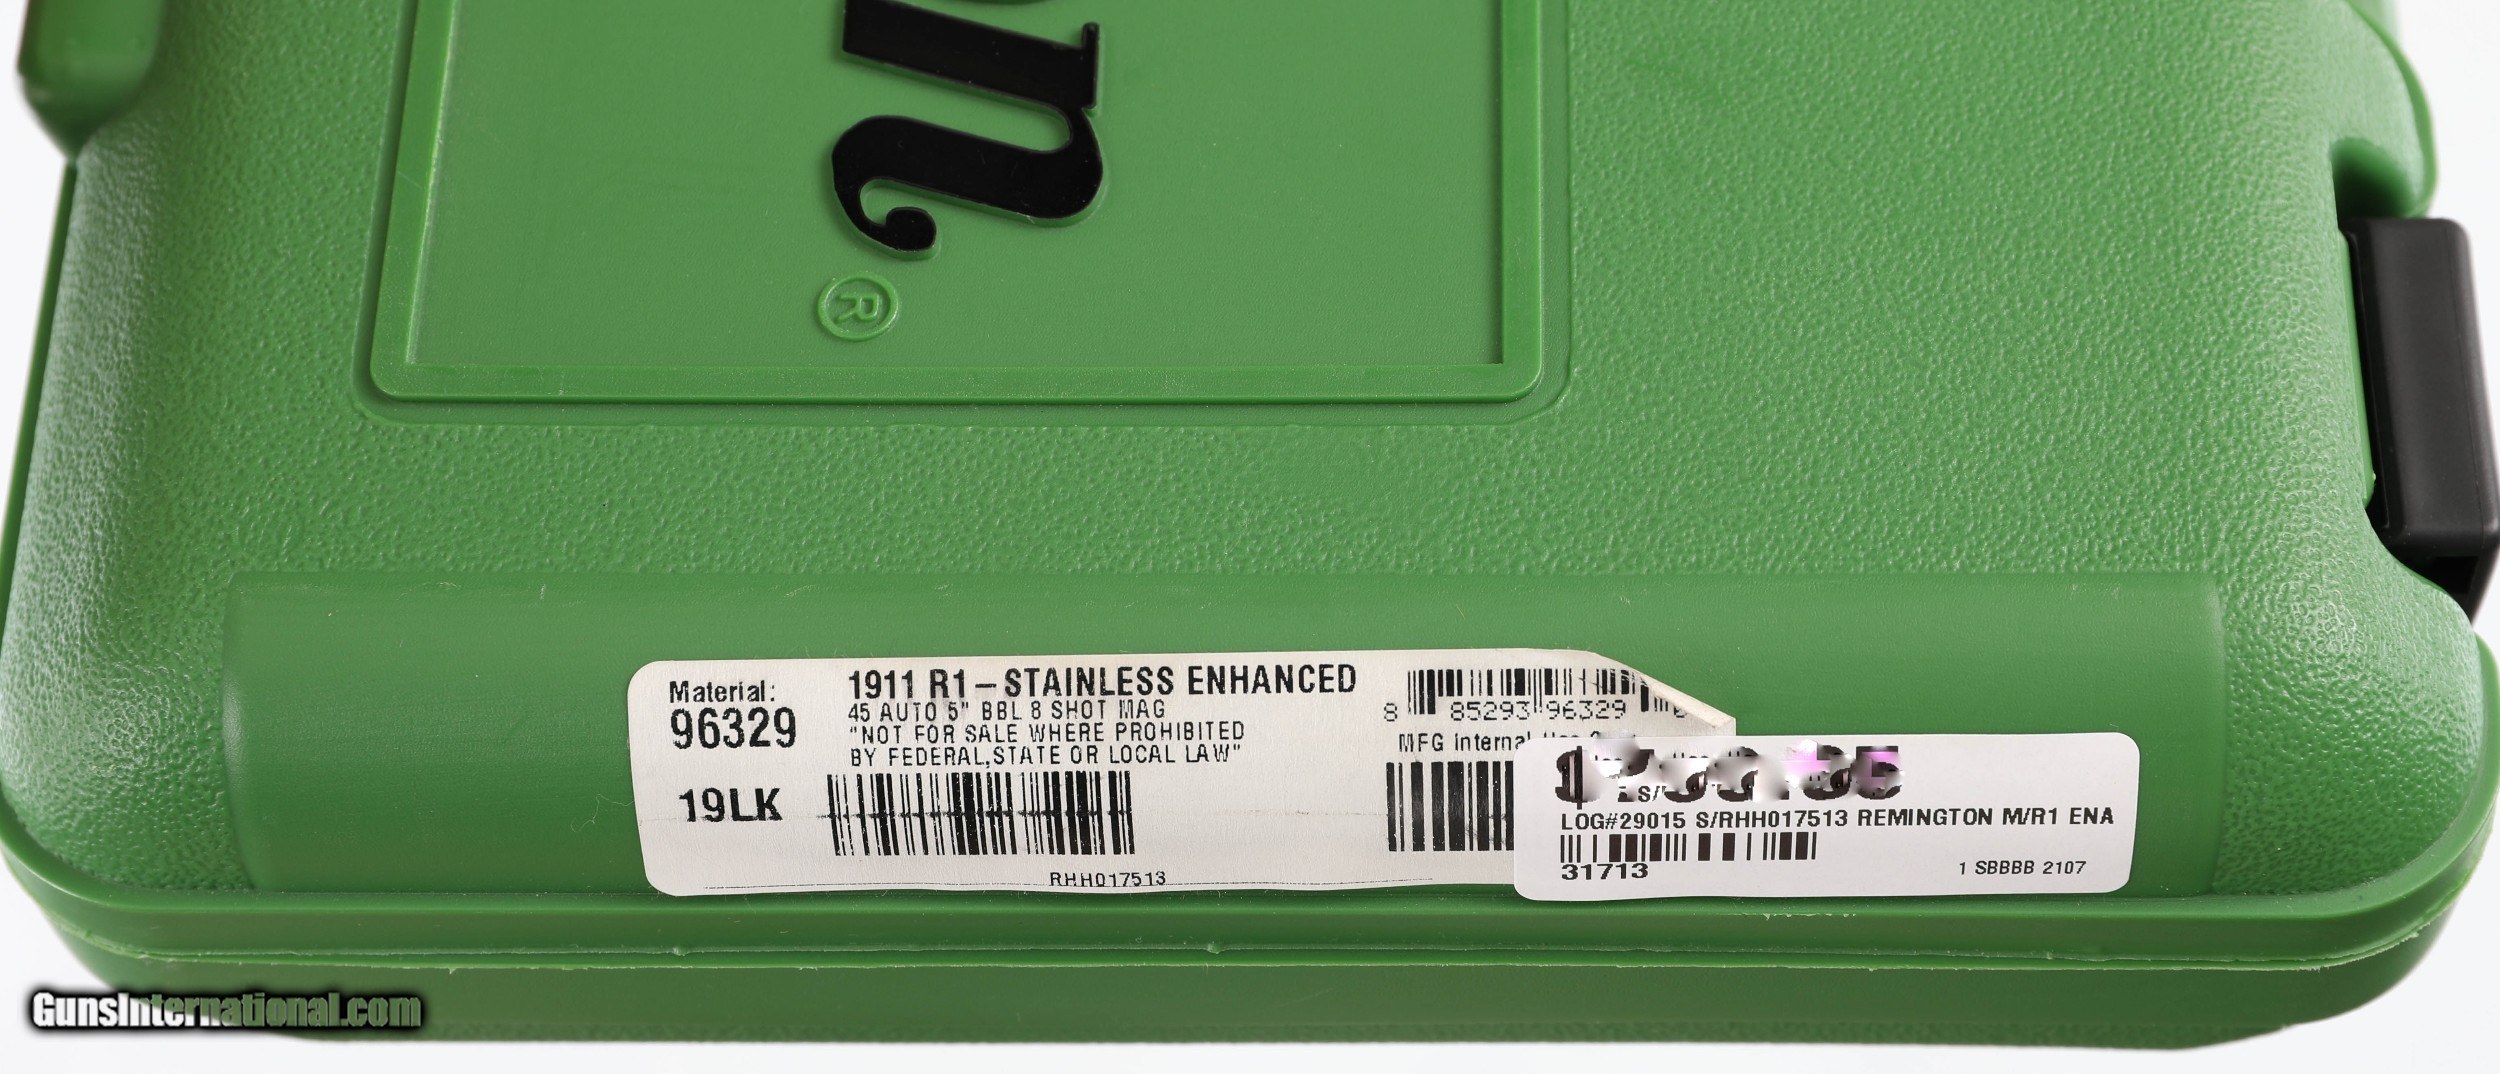 n
®
Material:
96329
19LK
1911 R1-STAINLESS ENHANCED
45 AUTO 5" BBL 8 SHOT MAG
"NOT FOR SALE WHERE PROHIBITED
BY FEDERAL,STATE OR LOCAL LAW"
RHH017513
8 85293 96329
MFG Internal
LOG#29015 S/RHH017513 REMINGTON M/R1 ENA
31713
1 SBBBB 2107
GunsInternational.com